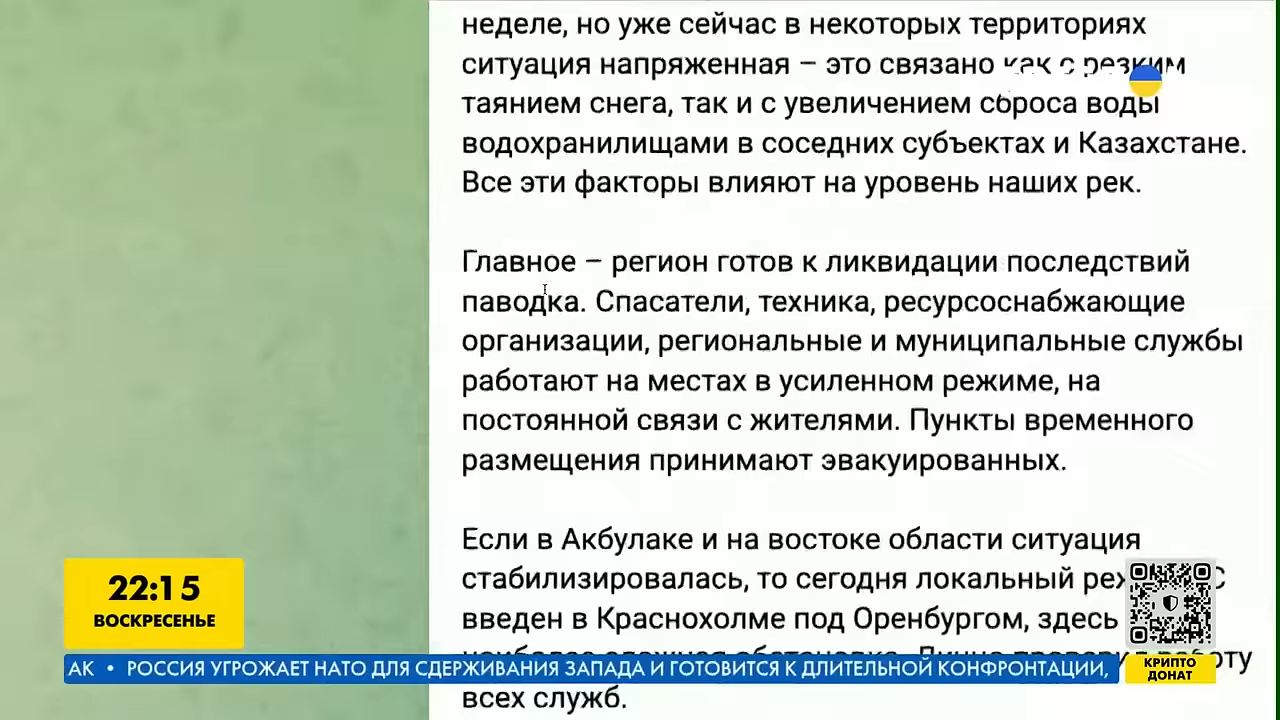 неделе, но уже сейчас в некоторых территориях
ситуация напряженная – это связано как с резким
таянием снега, так и с увеличением сброса воды
водохранилищами в соседних субъектах и Казахстане.
Все эти факторы влияют на уровень наших рек.
Главное – регион готов к ликвидации последствий
паводка. Спасатели, техника, ресурсоснабжающие
организации, региональные и муниципальные службы
работают на местах в усиленном режиме, на
постоянной связи с жителями. Пункты временного
размещения принимают эвакуированных.
Если в Акбулаке и на востоке области ситуация
стабилизировалась, то сегодня локальный
введен в Краснохолме под Оренбургом, здесь
всех служб.
22:15
ВОСКРЕСЕНЬЕ
АК • РОССИЯ УГРОЖАЕТ НАТО ДЛЯ СДЕРЖИВАНИЯ ЗАПАДА И ГОТОВИТСЯ К ДЛИТЕЛЬНОЙ КОНФРОНТАЦИИ,
КРИПТО
ДОНАТ